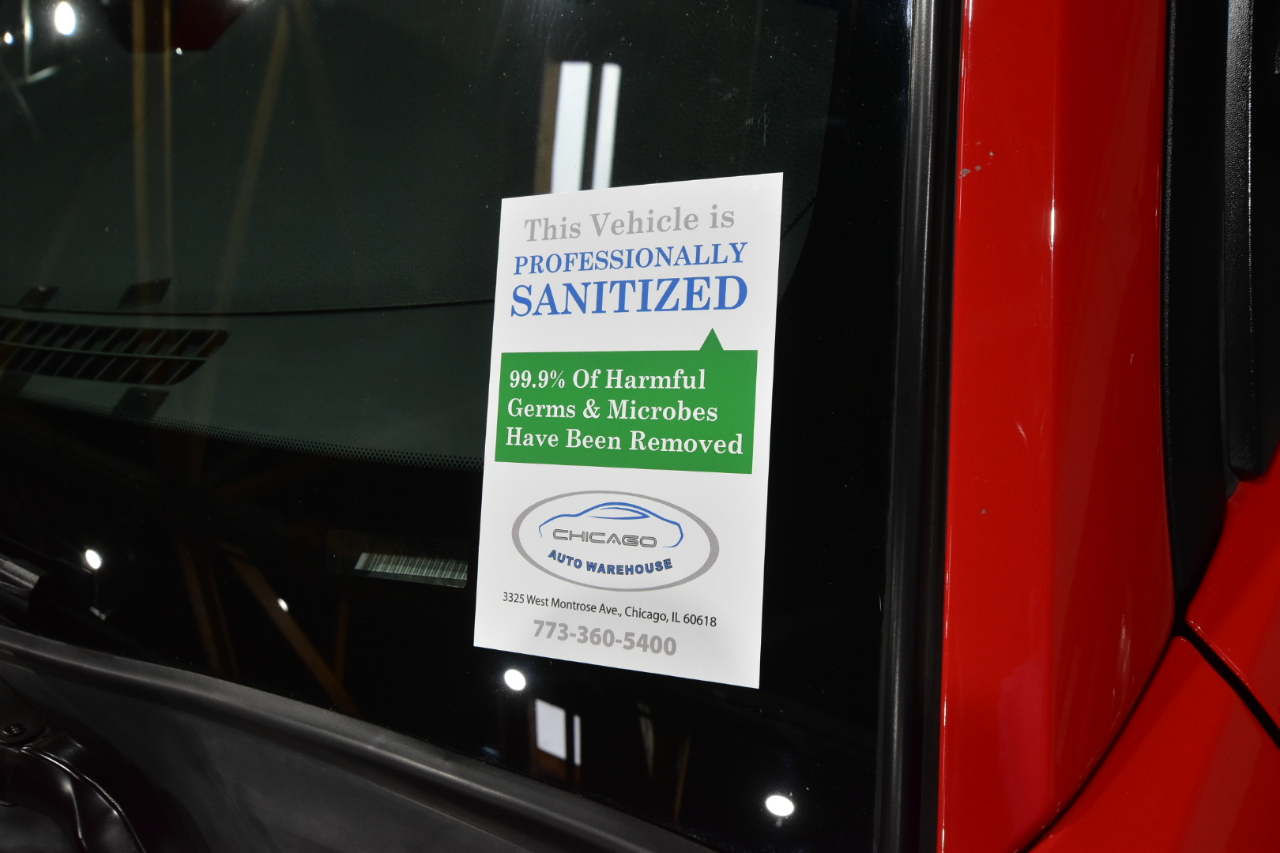 This Vehicle is
PROFESSIONALLY
SANITIZED
99.9% Of Harmful
Germs & Microbes
Have Been Removed
CHICAGO
AUTO WAREHOUSE
3325 West Montrose Ave., Chicago, IL 60618
773-360-5400